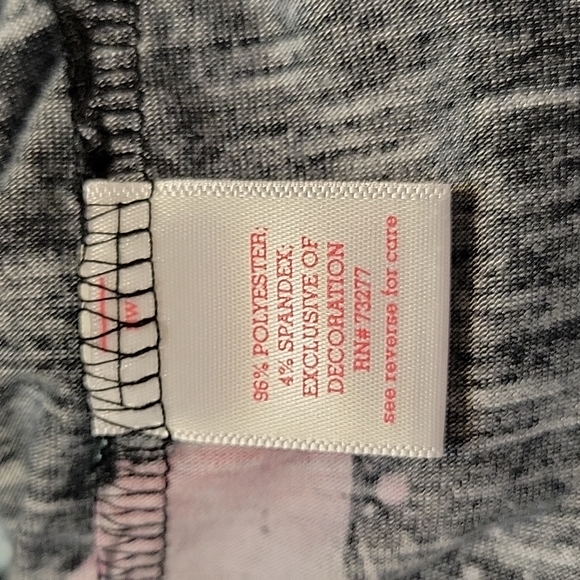 96% POLYESTER;
4% SPANDEX;
EXCLUSIVE OF
DECORATION
RN# 73277
see reverse for care